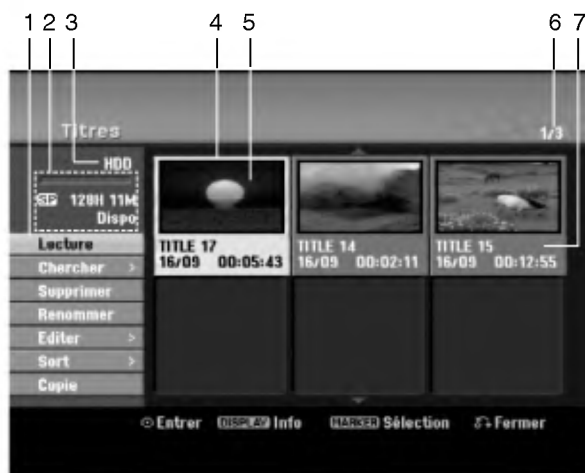 1 2 3 4 5 6 7
Titres
1/3
HDD
SP 128H 11M
Dispo
Lecture
Chercher >
Supprimer
Renommer
Editer >
Sort >
Copie
TITLE 17
16/09 00:05:43
TITLE 14
16/09 00:02:11
TITLE 15
16/09 00:12:55
Entrer DISPLAY Info MARKER Sélection Fermer